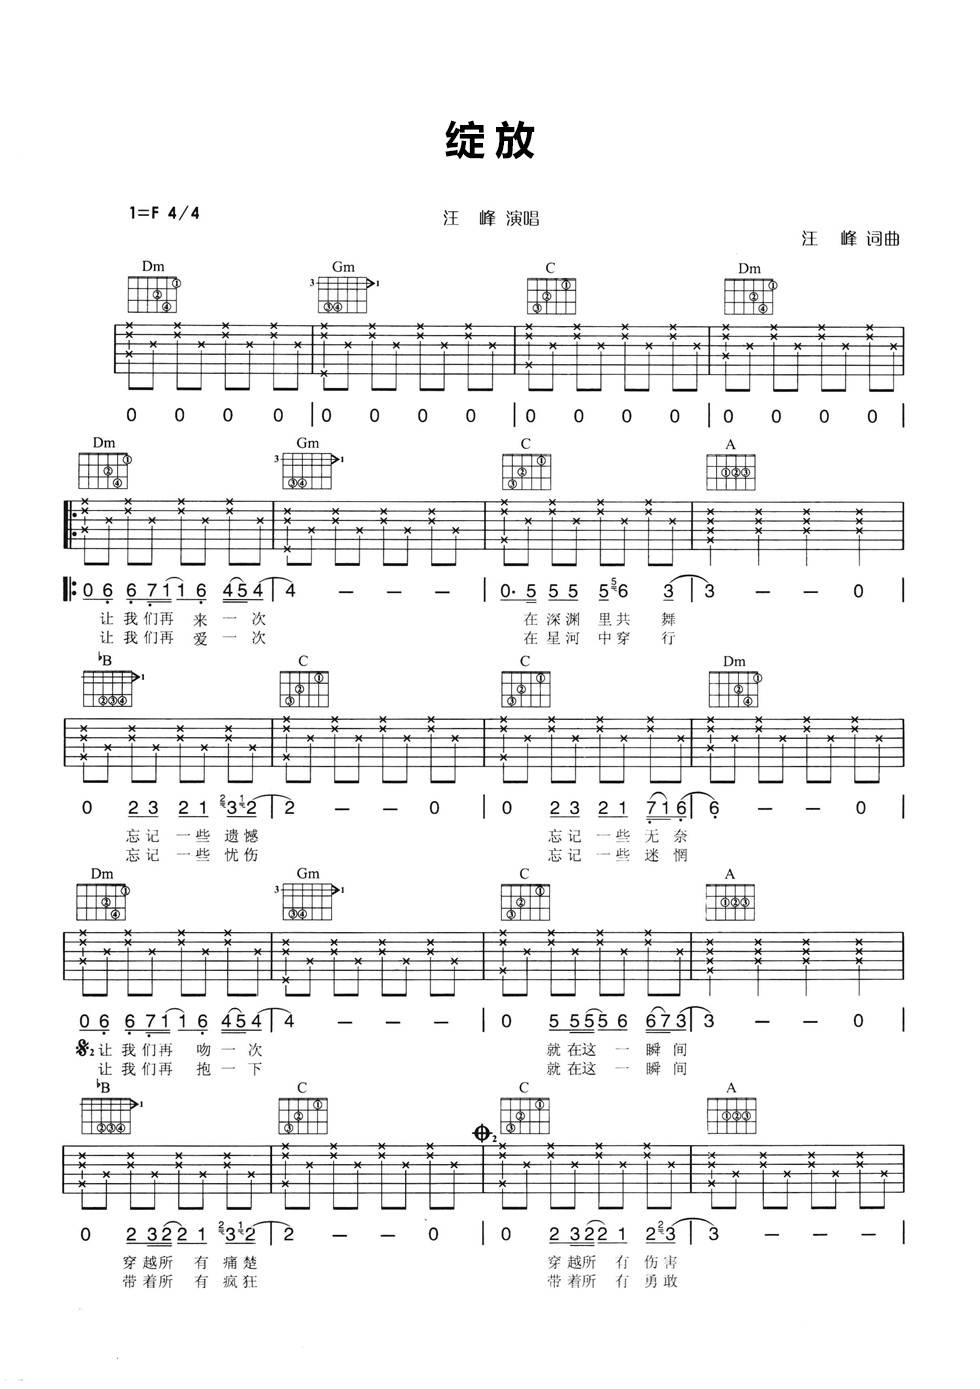 绽放
1=F 4/4
汪 峰 演唱
汪 峰 词曲
Dm Gm C Dm
0 0 0 0 | 0 0 0 0 | 0 0 0 0 | 0 0 0 0 |
Dm Gm C A
0 6 6 7 1 1 6 4 5 4 | 4 — — — | 0· 5 5 5 5 5 6 3 | 3 — — 0 |
让我们再 来一次 在深渊 里共 舞
让我们再 爱一次 在星河 中穿 行
♭B C C Dm
0 2 3 2 1 2 3 1 2 | 2 — — 0 | 0 2 3 2 1 7 1 6 | 6 — — 0 |
忘记 一些 遗憾 忘记 一些 无奈
忘记 一些 忧伤 忘记 一些 迷惘
Dm Gm C A
0 6 6 7 1 1 6 4 5 4 | 4 — — — | 0 5 5 5 5 6 6 7 3 | 3 — — 0 |
让我们再 吻一次 就在这 一 瞬间
让我们再 抱一下 就在这 一 瞬间
♭B C C A
0 2 3 2 2 1 2 3 1 2 | 2 — — 0 | 0 2 3 2 2 1 2 3 | 3 — — — |
穿越所 有 痛楚 穿越所 有 伤害
带着所 有 疯狂 带着所 有 勇敢